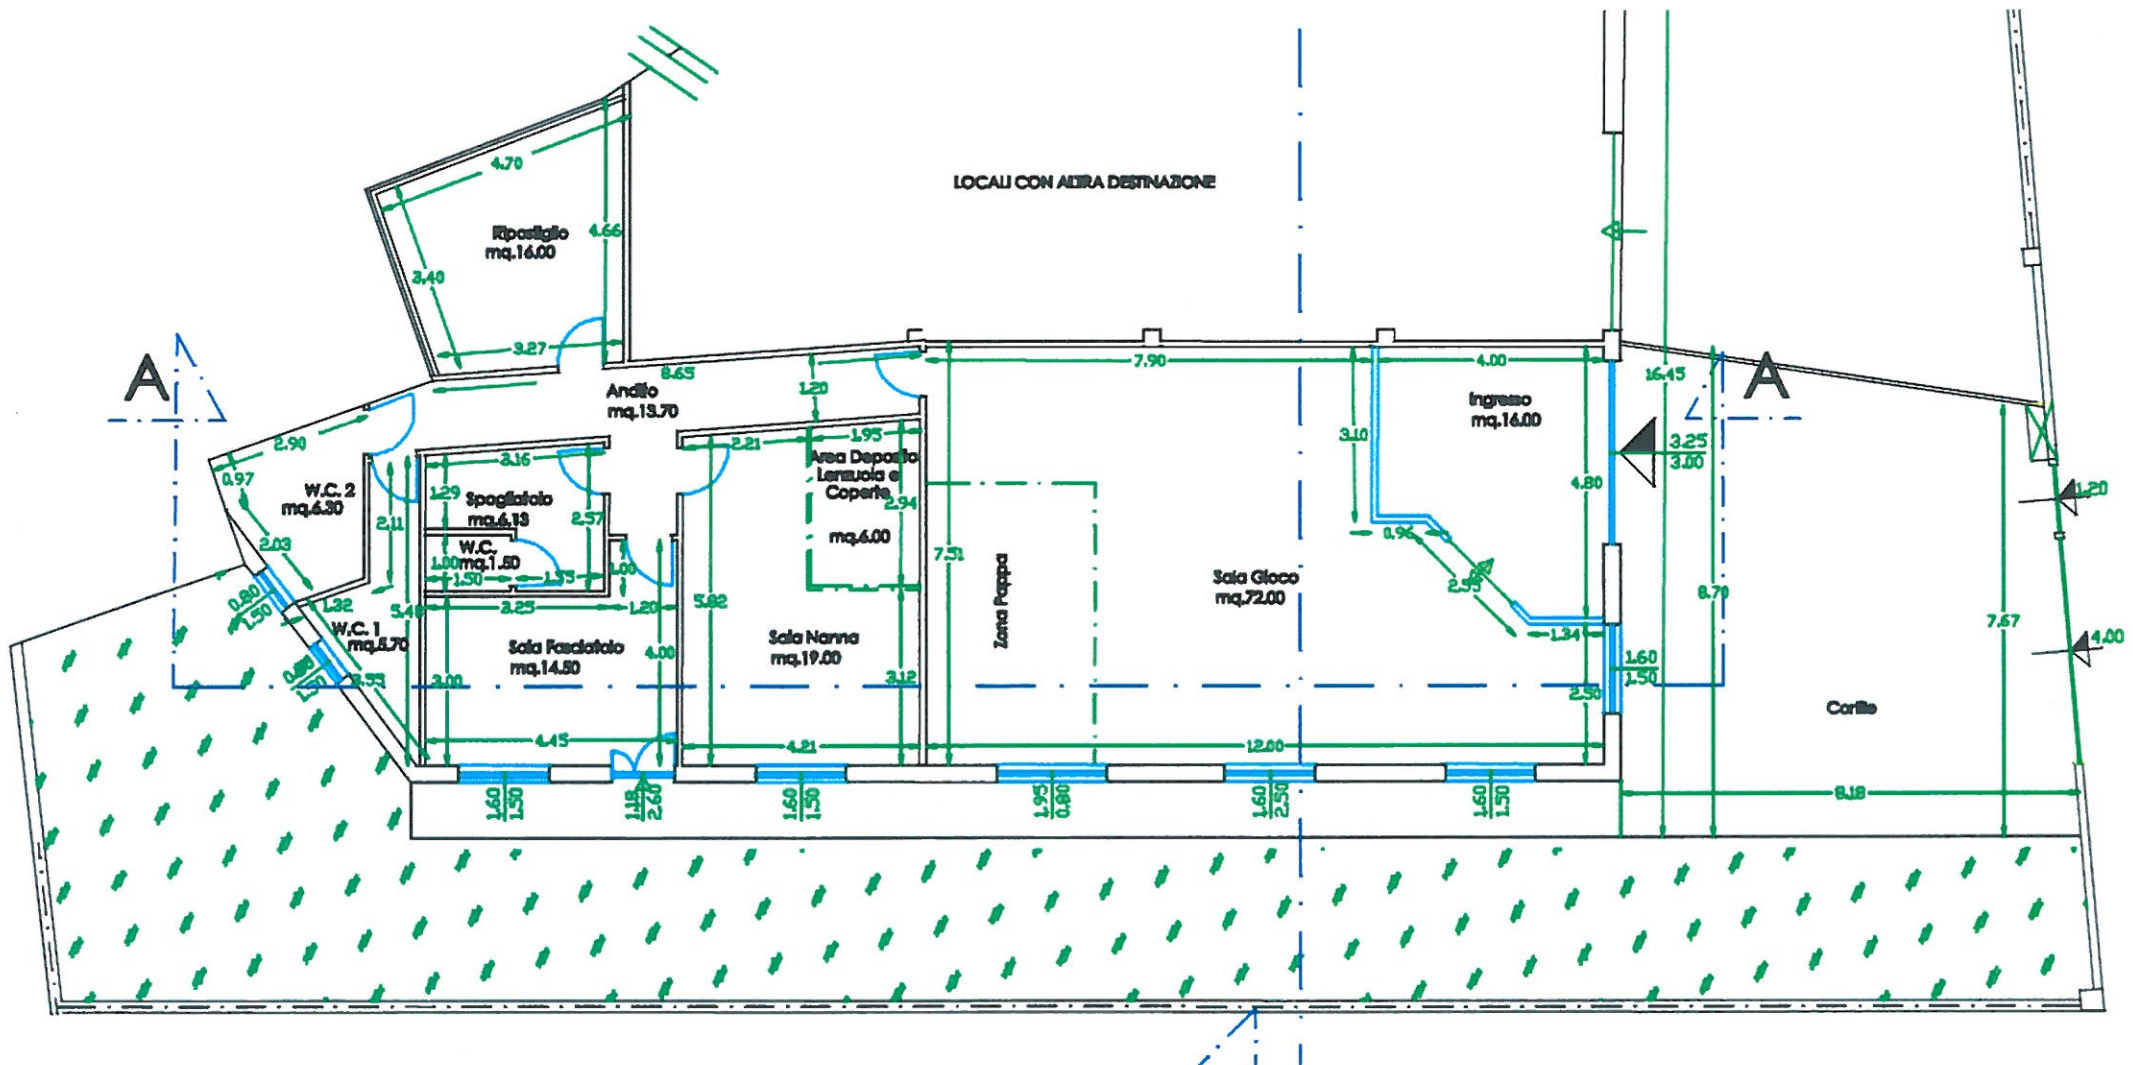 LOCALI CON ALTRA DESTINAZIONE
4.70
Ripostiglio
mq.16.00
4.66
3.40
3.27
A
8.65
Andito
mq.13.70
1.20
7.90
4.00
16.45
A
Ingresso
mq.16.00
3.25
3.00
3.10
4.80
2.90
0.97
W.C. 2
mq.6.30
2.11
2.03
0.80
1.50
1.32
5.48
W.C. 1
mq.5.70
3.55
3.16
1.29
Spogliatoio
mq.6.13
2.57
W.C.
mq.1.50
1.00
1.50
1.55
1.00
3.25
1.20
Sala Fasciatoio
mq.14.50
3.00
4.00
4.45
2.21
1.95
Area Deposito
Lenzuola e
Coperte
2.94
mq.6.00
5.82
Sala Nanna
mq.19.00
3.12
4.21
7.51
Zona Pappa
Sala Gioco
mq.72.00
0.96
2.55
1.34
1.60
1.50
2.50
12.00
8.70
7.67
1.20
4.00
Cortile
8.18
1.60
1.50
1.18
2.60
1.60
1.50
1.95
0.80
1.60
2.50
1.60
1.50